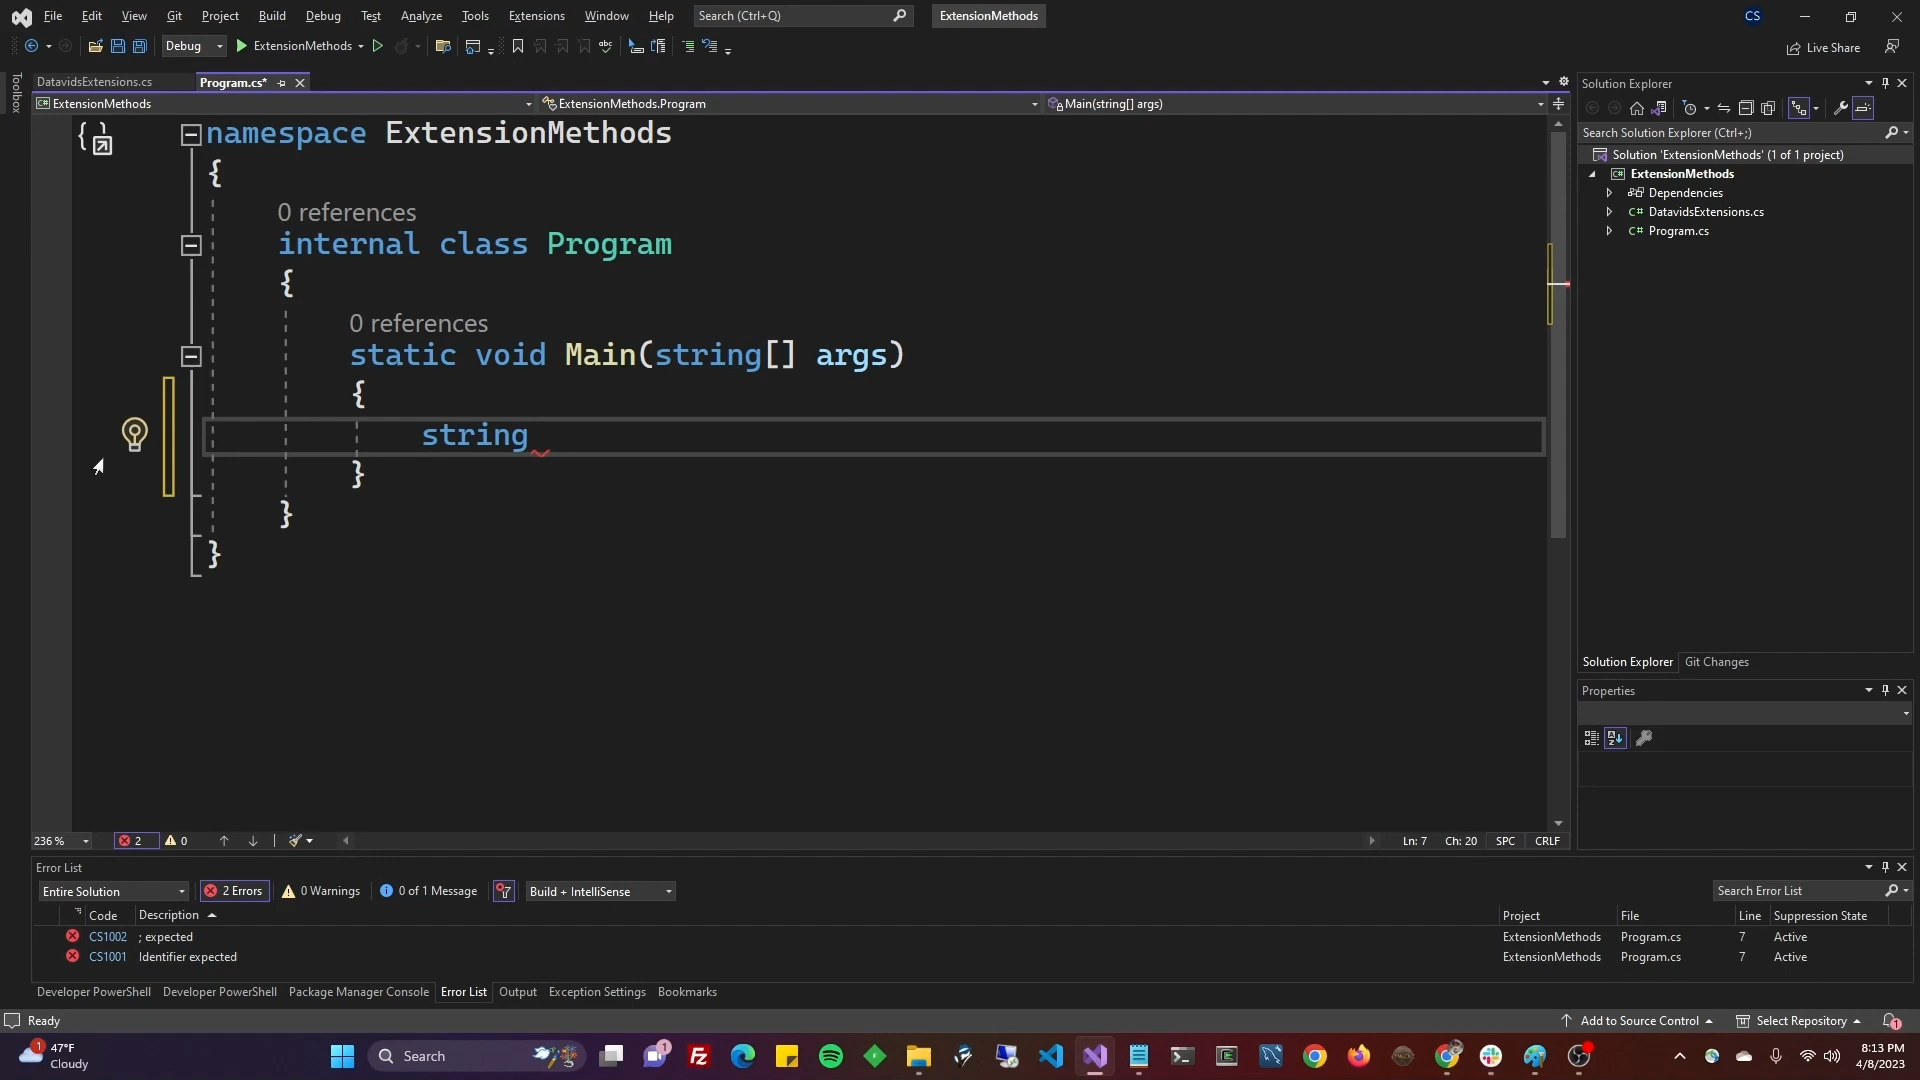 File Edit View Git Project Build Debug Test Analyze Tools Extensions Window Help Search (Ctrl+Q) ExtensionMethods CS
Debug ExtensionMethods Live Share
Toolbox
DatavidsExtensions.cs Program.cs*
ExtensionMethods ExtensionMethods.Program Main(string[] args)
namespace ExtensionMethods
{
0 references
internal class Program
{
0 references
static void Main(string[] args)
{
string
}
}
}
236 % 2 0 Ln: 7 Ch: 20 SPC CRLF
Solution Explorer
Search Solution Explorer (Ctrl+;)
Solution 'ExtensionMethods' (1 of 1 project)
ExtensionMethods
Dependencies
C# DatavidsExtensions.cs
C# Program.cs
Solution Explorer Git Changes
Properties
Error List
Entire Solution 2 Errors 0 Warnings 0 of 1 Message Build + IntelliSense Search Error List
Code Description Project File Line Suppression State
CS1002 ; expected ExtensionMethods Program.cs 7 Active
CS1001 Identifier expected ExtensionMethods Program.cs 7 Active
Developer PowerShell Developer PowerShell Package Manager Console Error List Output Exception Settings Bookmarks
Ready Add to Source Control Select Repository 1
1 47°F
Cloudy
Search 1
8:13 PM
4/8/2023